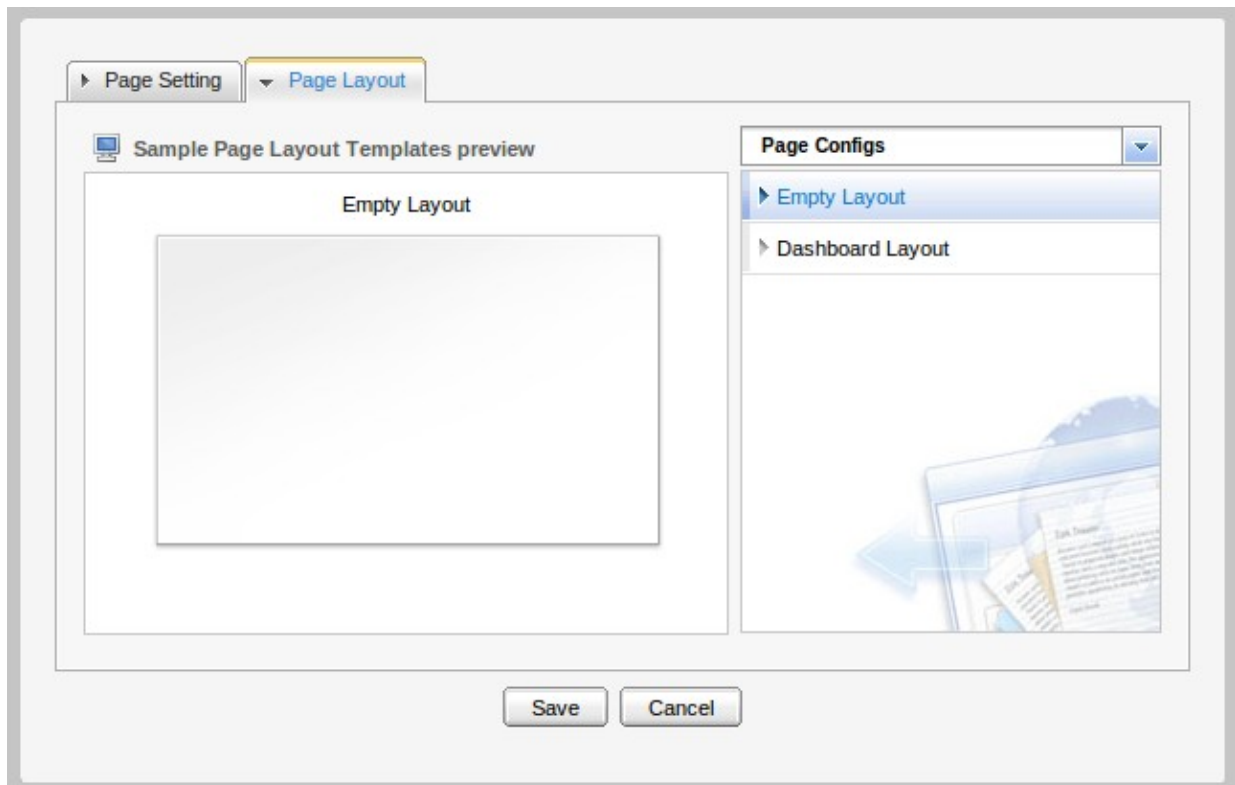 Page Setting
Page Layout
Sample Page Layout Templates preview
Page Configs
Empty Layout
Empty Layout
Dashboard Layout
Save
Cancel